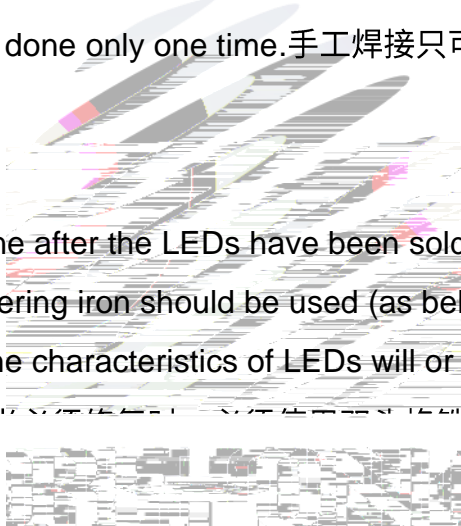 done only one time.手工焊接只可
ne after the LEDs have been sold
ering iron should be used (as bel
ne characteristics of LEDs will or